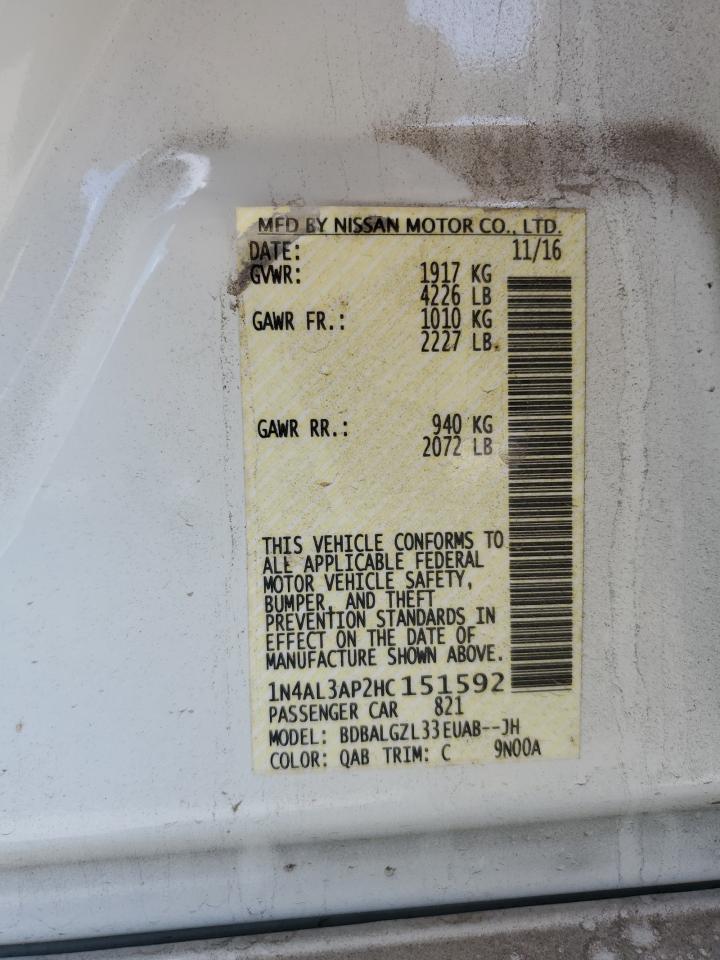 MFD BY NISSAN MOTOR CO., LTD.
DATE: 11/16
GVWR: 1917 KG
4226 LB
GAWR FR.: 1010 KG
2227 LB
GAWR RR.: 940 KG
2072 LB
THIS VEHICLE CONFORMS TO
ALL APPLICABLE FEDERAL
MOTOR VEHICLE SAFETY,
BUMPER, AND THEFT
PREVENTION STANDARDS IN
EFFECT ON THE DATE OF
MANUFACTURE SHOWN ABOVE.
1N4AL3AP2HC151592
PASSENGER CAR 821
MODEL: BDBALGZL33EUAB--JH
COLOR: QAB TRIM: C 9N00A